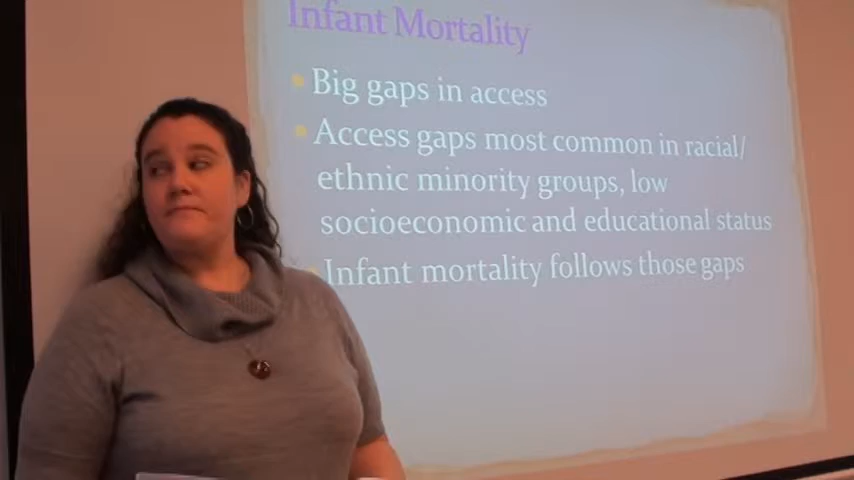 Infant Mortality
Big gaps in access
Access gaps most common in racial/
ethnic minority groups, low
socioeconomic and educational status
Infant mortality follows those gaps